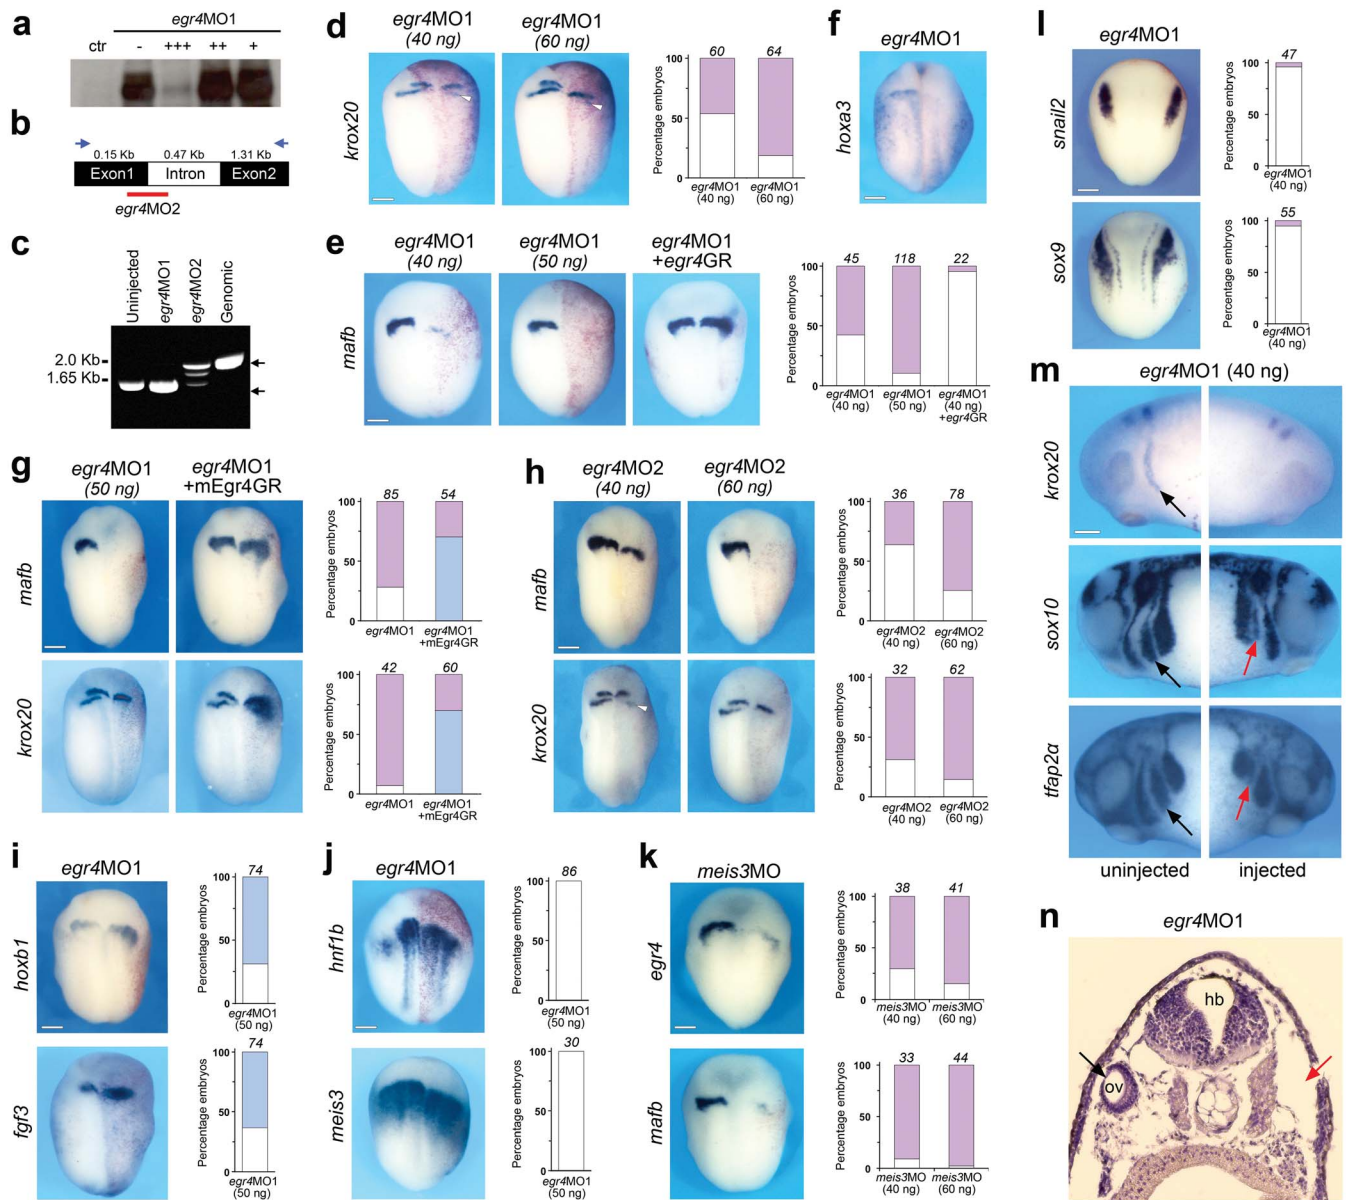 a
egr4MO1
ctr - +++ ++ +
b
0.15 Kb 0.47 Kb 1.31 Kb
Exon1 Intron Exon2
egr4MO2
c
Uninjected
egr4MO1
egr4MO2
Genomic
2.0 Kb
1.65 Kb
d
egr4MO1
(40 ng)
egr4MO1
(60 ng)
krox20
Percentage embryos
60 64
100
50
0
egr4MO1
(40 ng)
egr4MO1
(60 ng)
e
egr4MO1
(40 ng)
egr4MO1
(50 ng)
egr4MO1
+egr4GR
mafb
Percentage embryos
45 118 22
100
50
0
egr4MO1
(40 ng)
egr4MO1
(50 ng)
egr4MO1
(40 ng)
+egr4GR
f
egr4MO1
hoxa3
g
egr4MO1
(50 ng)
egr4MO1
+mEgr4GR
mafb
Percentage embryos
85 54
100
50
0
egr4MO1
egr4MO1
+mEgr4GR
krox20
Percentage embryos
42 60
100
50
0
egr4MO1
egr4MO1
+mEgr4GR
h
egr4MO2
(40 ng)
egr4MO2
(60 ng)
mafb
Percentage embryos
36 78
100
50
0
egr4MO2
(40 ng)
egr4MO2
(60 ng)
krox20
Percentage embryos
32 62
100
50
0
egr4MO2
(40 ng)
egr4MO2
(60 ng)
i
egr4MO1
hoxb1
Percentage embryos
74
100
50
0
egr4MO1
(50 ng)
fgf3
Percentage embryos
74
100
50
0
egr4MO1
(50 ng)
j
egr4MO1
hnf1b
Percentage embryos
86
100
50
0
egr4MO1
(50 ng)
meis3
Percentage embryos
30
100
50
0
egr4MO1
(50 ng)
k
meis3MO
egr4
Percentage embryos
38 41
100
50
0
meis3MO
(40 ng)
meis3MO
(60 ng)
mafb
Percentage embryos
33 44
100
50
0
meis3MO
(40 ng)
meis3MO
(60 ng)
l
egr4MO1
snail2
Percentage embryos
47
100
50
0
egr4MO1
(40 ng)
sox9
Percentage embryos
55
100
50
0
egr4MO1
(40 ng)
m
egr4MO1 (40 ng)
krox20
sox10
tfap2α
uninjected injected
n
egr4MO1
hb
ov